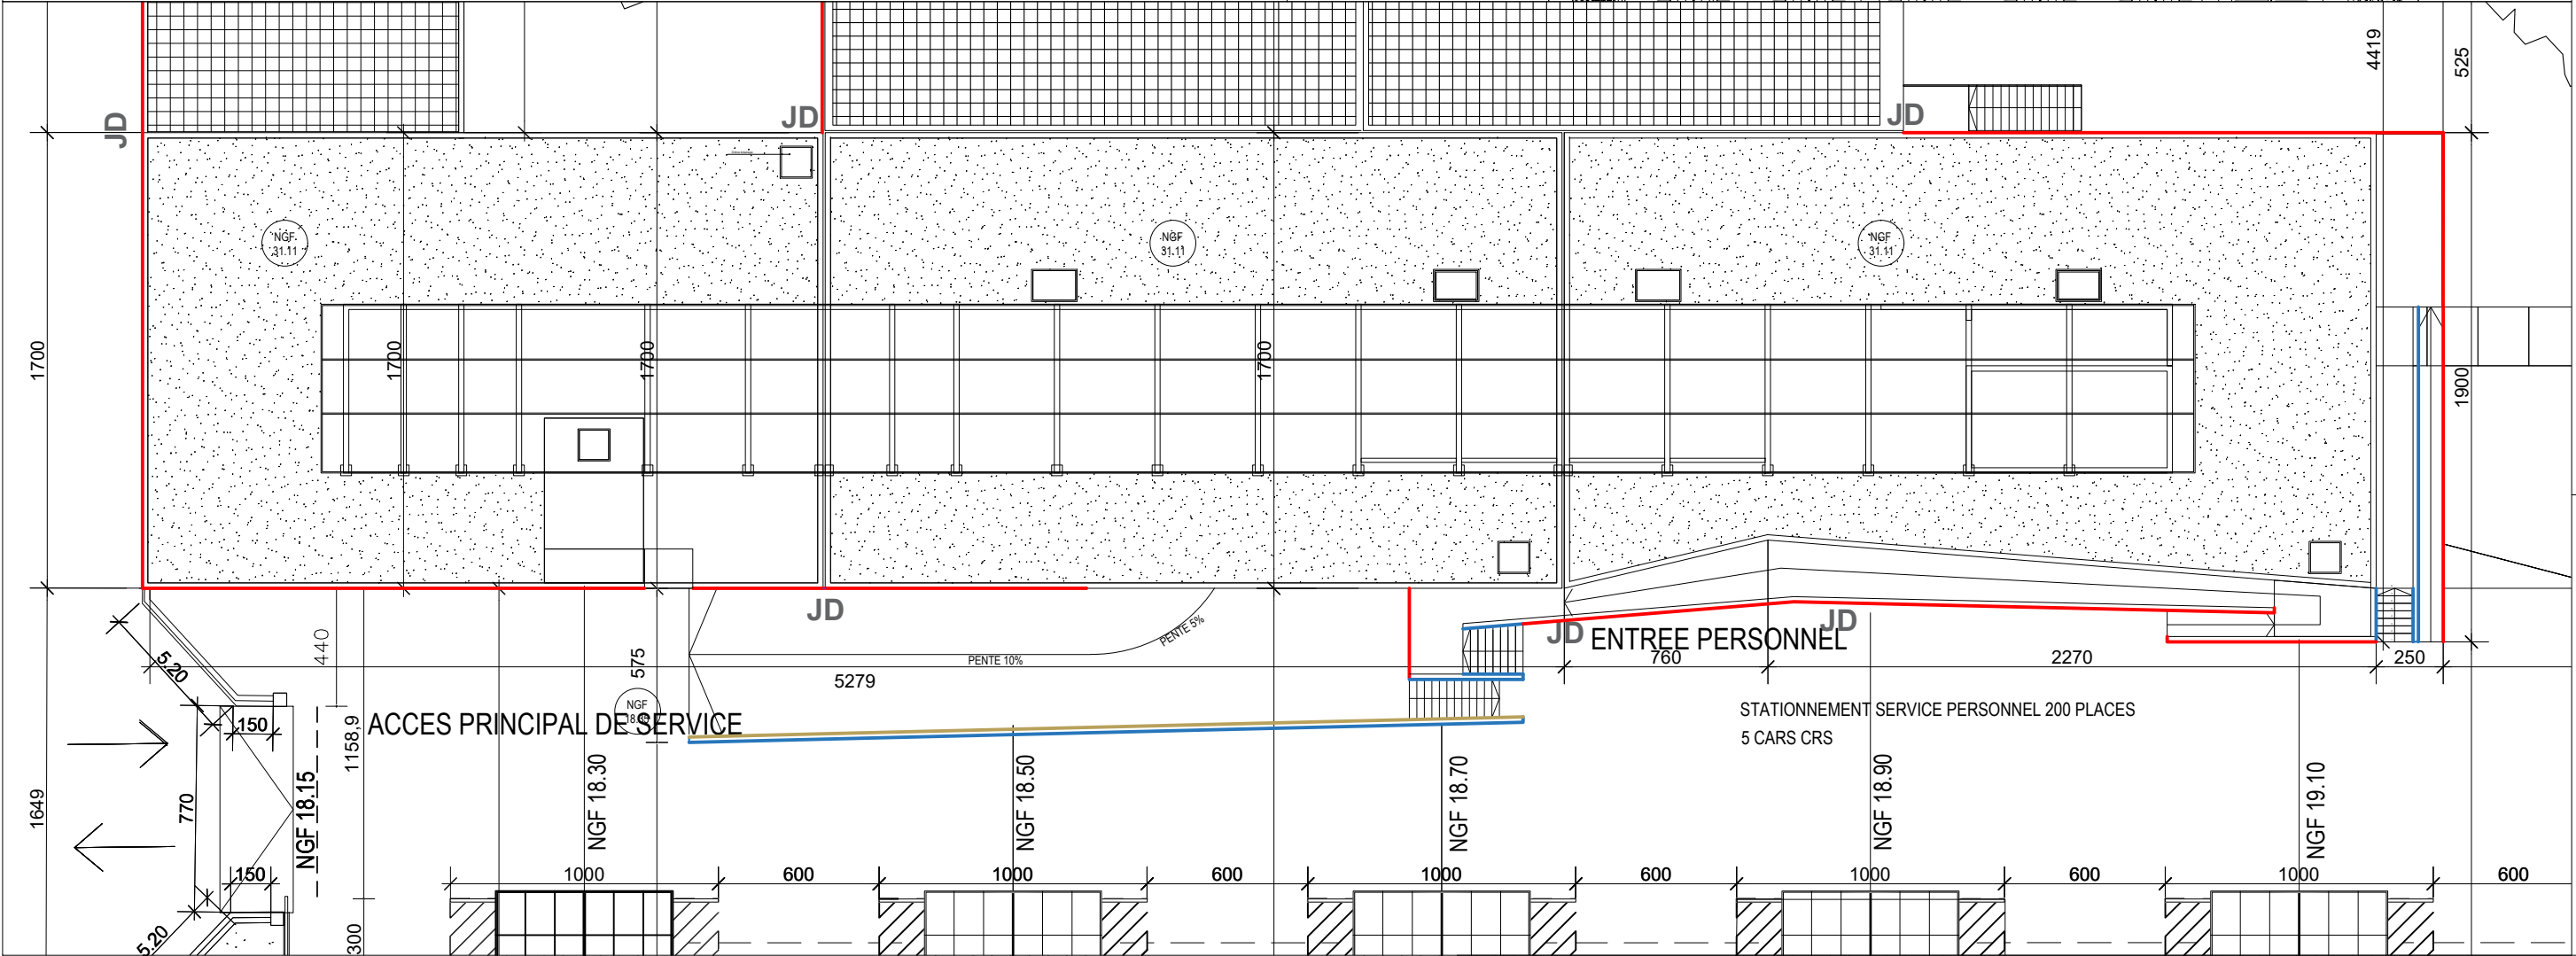 4419
525
JD
JD
JD
NGF
31.11
NGF
31.11
NGF
31.11
1700
1700
1700
1700
1900
JD
JD
JD
ENTREE PERSONNEL
PENTE 5%
PENTE 10%
440
575
5.20
5279
760
2270
250
NGF
ACCES PRINCIPAL DE SERVICE
150
1158.9
STATIONNEMENT SERVICE PERSONNEL 200 PLACES
5 CARS CRS
1649
770
NGF 18.15
NGF 18.30
NGF 18.50
NGF 18.70
NGF 18.90
NGF 19.10
150
1000
600
1000
600
1000
600
1000
600
1000
600
5.20
300